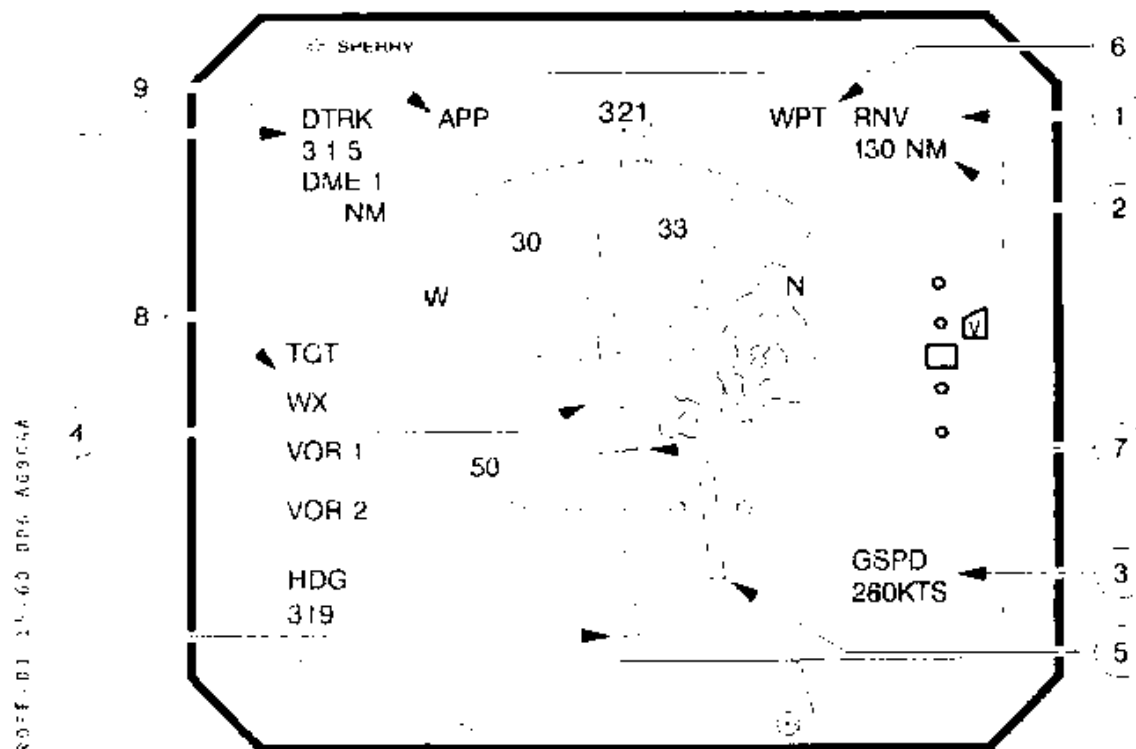 SPERRY
6
9
DTRK
APP
321
WPT
RNV
1
315
130 NM
DME 1
2
NM
30
33
W
N
8
V
TGT
WX
4
VOR 1
7
50
VOR 2
HDG
GSPD
3
319
260KTS
5